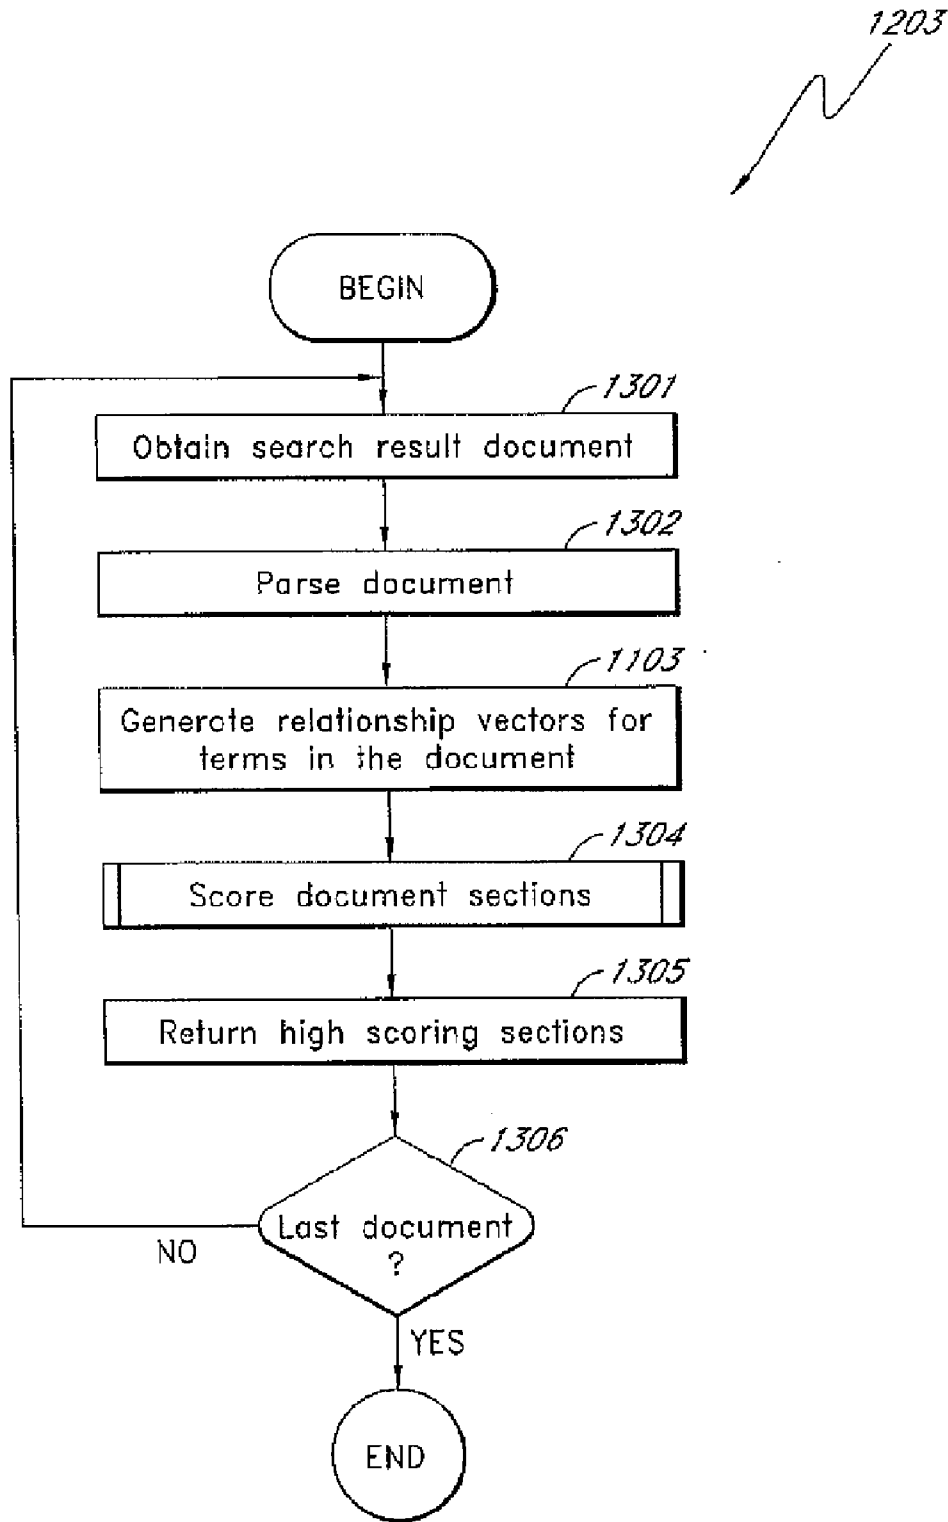 1203
BEGIN
1301
Obtain search result document
1302
Parse document
1103
Generate relationship vectors for
terms in the document
1304
Score document sections
1305
Return high scoring sections
1306
Last document
?
NO
YES
END